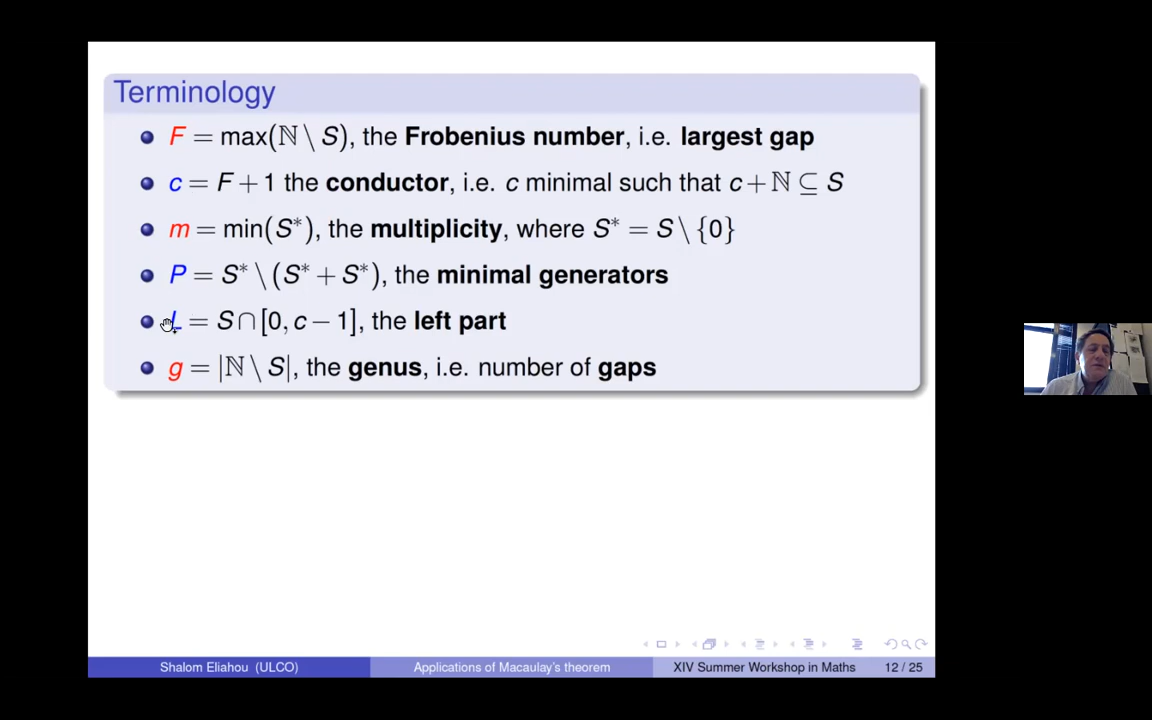 Terminology
F = max(ℕ \ S), the Frobenius number, i.e. largest gap
c = F + 1 the conductor, i.e. c minimal such that c + ℕ ⊆ S
m = min(S*), the multiplicity, where S* = S \ {0}
P = S* \ (S* + S*), the minimal generators
L = S ∩ [0, c − 1], the left part
g = |ℕ \ S|, the genus, i.e. number of gaps
Shalom Eliahou (ULCO) Applications of Macaulay's theorem XIV Summer Workshop in Maths 12 / 25